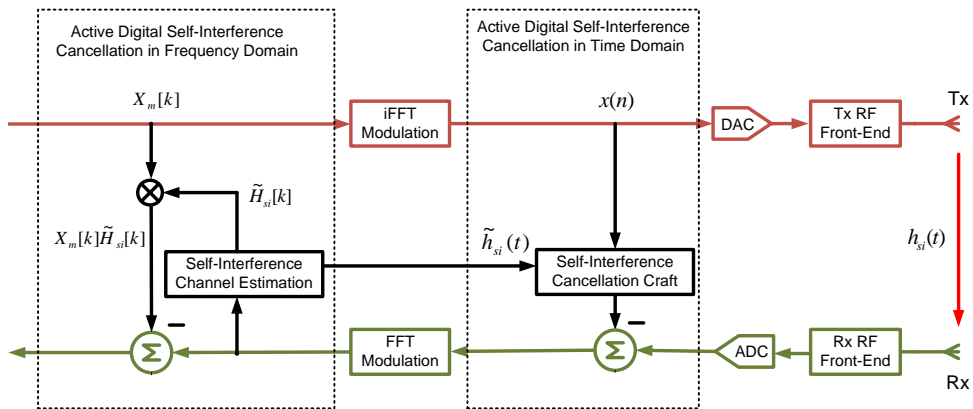 Active Digital Self-Interference
Cancellation in Frequency Domain
Active Digital Self-Interference
Cancellation in Time Domain
X_m[k]
iFFT
Modulation
x(n)
DAC
Tx RF
Front-End
Tx
H̃_si[k]
X_m[k]H̃_si[k]
Self-Interference
Channel Estimation
h̃_si(t)
Self-Interference
Cancellation Craft
h_si(t)
Σ
FFT
Modulation
Σ
ADC
Rx RF
Front-End
Rx